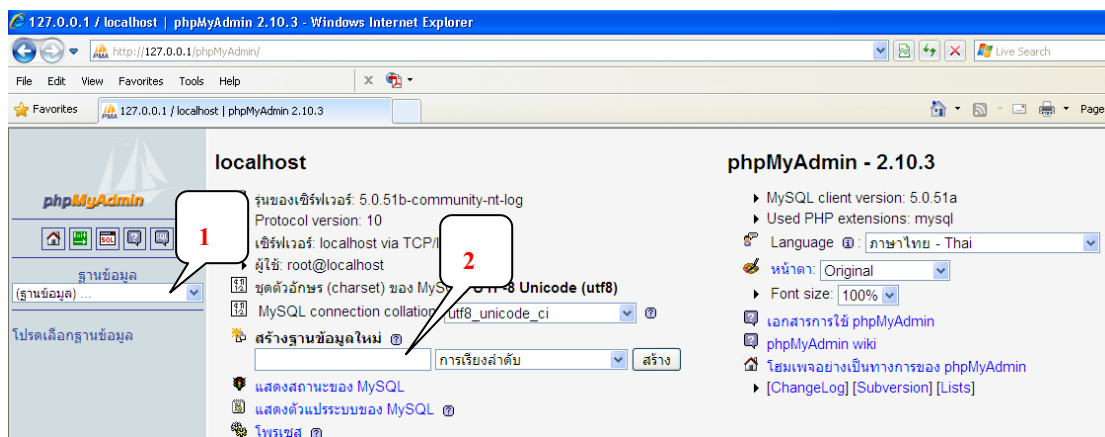 127.0.0.1 / localhost | phpMyAdmin 2.10.3 - Windows Internet Explorer
http://127.0.0.1/phpMyAdmin/
Live Search
File Edit View Favorites Tools Help
Favorites
127.0.0.1 / localhost | phpMyAdmin 2.10.3
Page
phpMyAdmin
ฐานข้อมูล
(ฐานข้อมูล) ...
โปรดเลือกฐานข้อมูล
1
localhost
รุ่นของเซิร์ฟเวอร์: 5.0.51b-community-nt-log
Protocol version: 10
เซิร์ฟเวอร์: localhost via TCP/I
ผู้ใช้: root@localhost
2
ชุดตัวอักษร (charset) ของ MyS UTF-8 Unicode (utf8)
MySQL connection collation: utf8_unicode_ci
สร้างฐานข้อมูลใหม่
การเรียงลำดับ สร้าง
แสดงสถานะของ MySQL
แสดงตัวแปรระบบของ MySQL
โพรเซส
phpMyAdmin - 2.10.3
MySQL client version: 5.0.51a
Used PHP extensions: mysql
Language : ภาษาไทย - Thai
หน้าตา: Original
Font size: 100%
เอกสารการใช้ phpMyAdmin
phpMyAdmin wiki
โฮมเพจอย่างเป็นทางการของ phpMyAdmin
[ChangeLog] [Subversion] [Lists]